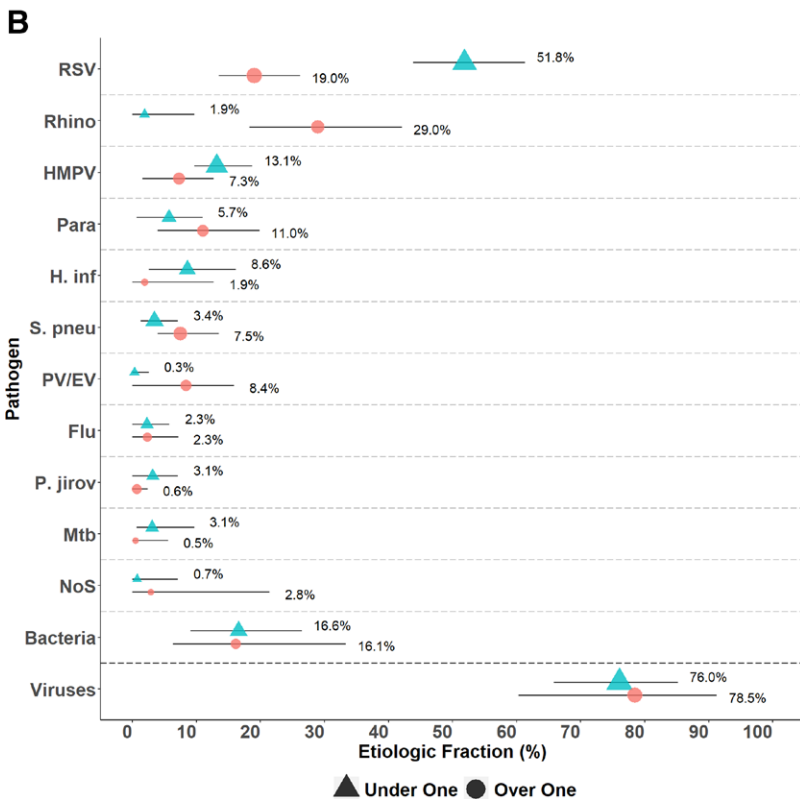 B
RSV
51.8%
19.0%
Rhino
1.9%
29.0%
HMPV
13.1%
7.3%
Para
5.7%
11.0%
H. inf
8.6%
1.9%
S. pneu
3.4%
7.5%
PV/EV
0.3%
8.4%
Flu
2.3%
2.3%
P. jirov
3.1%
0.6%
Mtb
3.1%
0.5%
NoS
0.7%
2.8%
Bacteria
16.6%
16.1%
Viruses
76.0%
78.5%
Pathogen
0 10 20 30 40 50 60 70 80 90 100
Etiologic Fraction (%)
Under One Over One